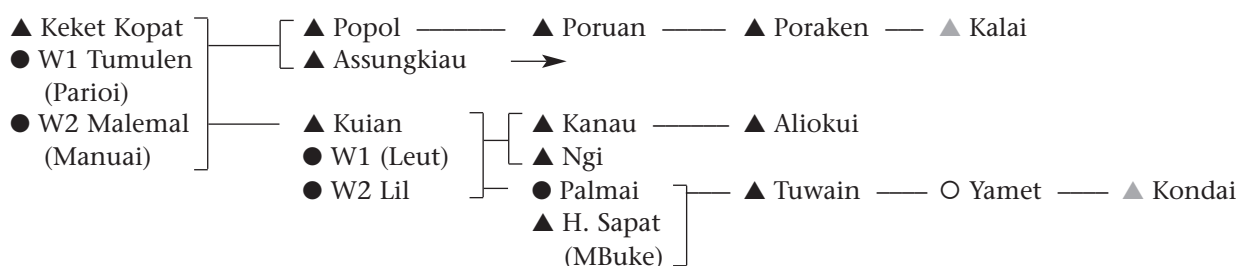 ▲ Keket Kopat ▲ Popol ▲ Poruan ▲ Poraken ▲ Kalai
● W1 Tumulen ▲ Assungkiau
(Parioi)
● W2 Malemal ▲ Kuian ▲ Kanau ▲ Aliokui
(Manuai) ● W1 (Leut) ▲ Ngi
● W2 Lil ● Palmai ▲ Tuwain ○ Yamet ▲ Kondai
▲ H. Sapat
(MBuke)